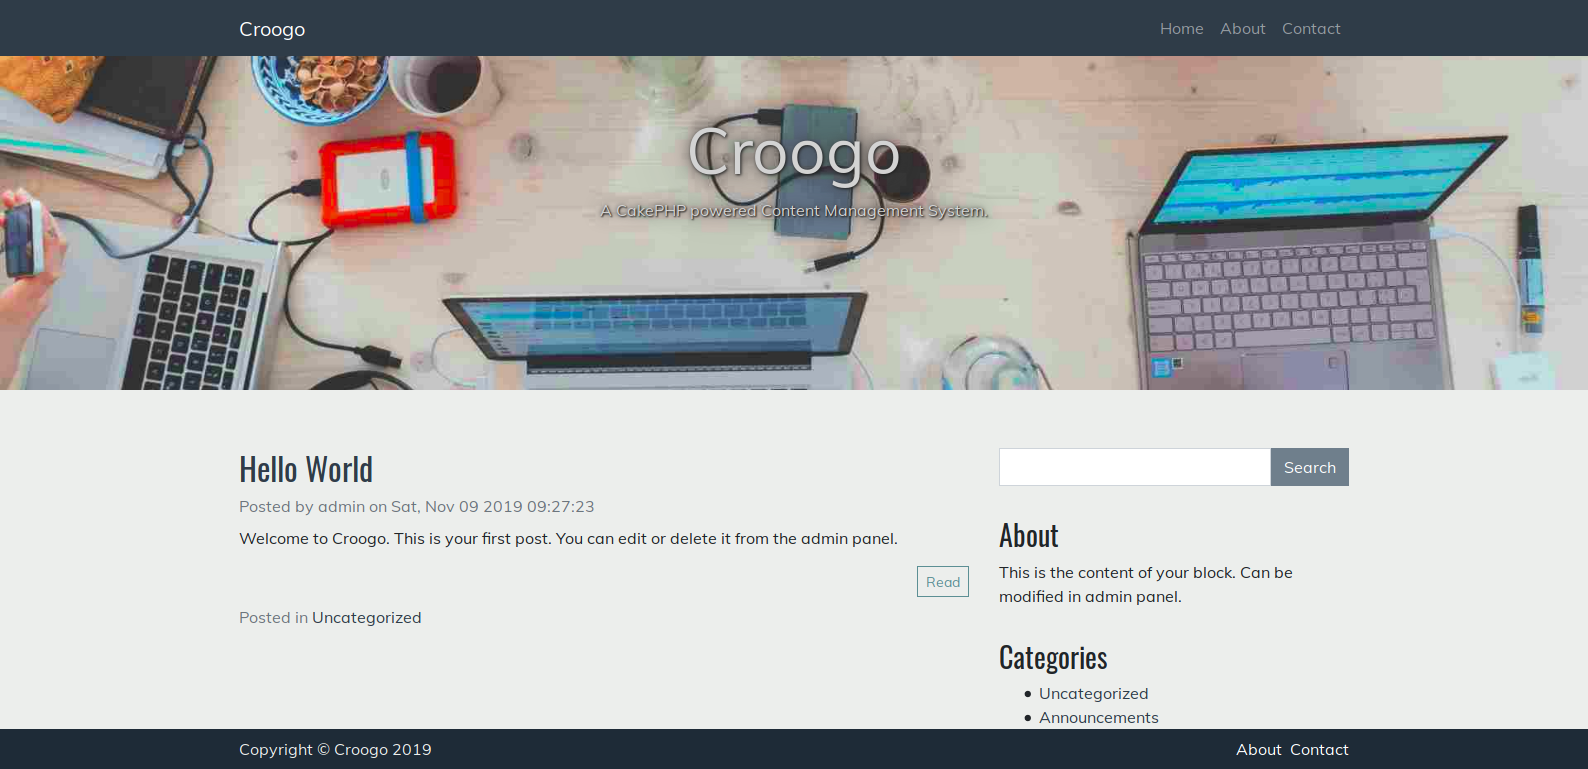 Croogo
Home About Contact
Croogo
A CakePHP powered Content Management System.
Hello World
Posted by admin on Sat, Nov 09 2019 09:27:23
Welcome to Croogo. This is your first post. You can edit or delete it from the admin panel.
Read
Posted in Uncategorized
Search
About
This is the content of your block. Can be
modified in admin panel.
Categories
Uncategorized
Announcements
Copyright © Croogo 2019
About Contact